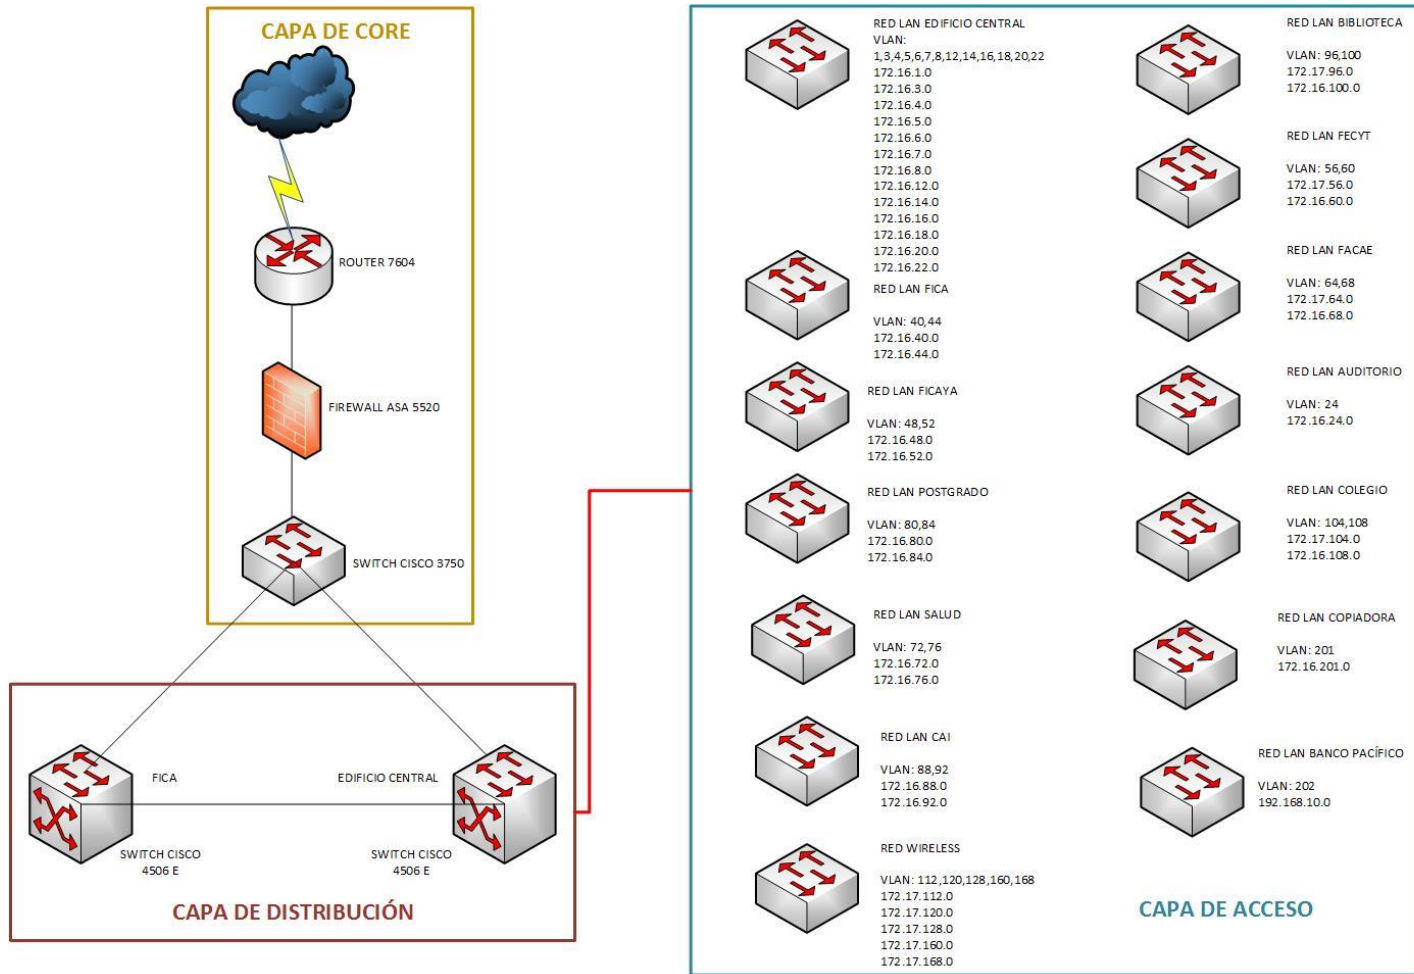 CAPA DE CORE
ROUTER 7604
FIREWALL ASA 5520
SWITCH CISCO 3750
FICA
EDIFICIO CENTRAL
SWITCH CISCO
4506 E
SWITCH CISCO
4506 E
CAPA DE DISTRIBUCIÓN
RED LAN EDIFICIO CENTRAL
VLAN:
1,3,4,5,6,7,8,12,14,16,18,20,22
172.16.1.0
172.16.3.0
172.16.4.0
172.16.5.0
172.16.6.0
172.16.7.0
172.16.8.0
172.16.12.0
172.16.14.0
172.16.16.0
172.16.18.0
172.16.20.0
172.16.22.0
RED LAN FICA
VLAN: 40,44
172.16.40.0
172.16.44.0
RED LAN FICAYA
VLAN: 48,52
172.16.48.0
172.16.52.0
RED LAN POSTGRADO
VLAN: 80,84
172.16.80.0
172.16.84.0
RED LAN SALUD
VLAN: 72,76
172.16.72.0
172.16.76.0
RED LAN CAI
VLAN: 88,92
172.16.88.0
172.16.92.0
RED WIRELESS
VLAN: 112,120,128,160,168
172.17.112.0
172.17.120.0
172.17.128.0
172.17.160.0
172.17.168.0
RED LAN BIBLIOTECA
VLAN: 96,100
172.17.96.0
172.16.100.0
RED LAN FECYT
VLAN: 56,60
172.17.56.0
172.16.60.0
RED LAN FACAE
VLAN: 64,68
172.17.64.0
172.16.68.0
RED LAN AUDITORIO
VLAN: 24
172.16.24.0
RED LAN COLEGIO
VLAN: 104,108
172.17.104.0
172.16.108.0
RED LAN COPIADORA
VLAN: 201
172.16.201.0
RED LAN BANCO PACÍFICO
VLAN: 202
192.168.10.0
CAPA DE ACCESO